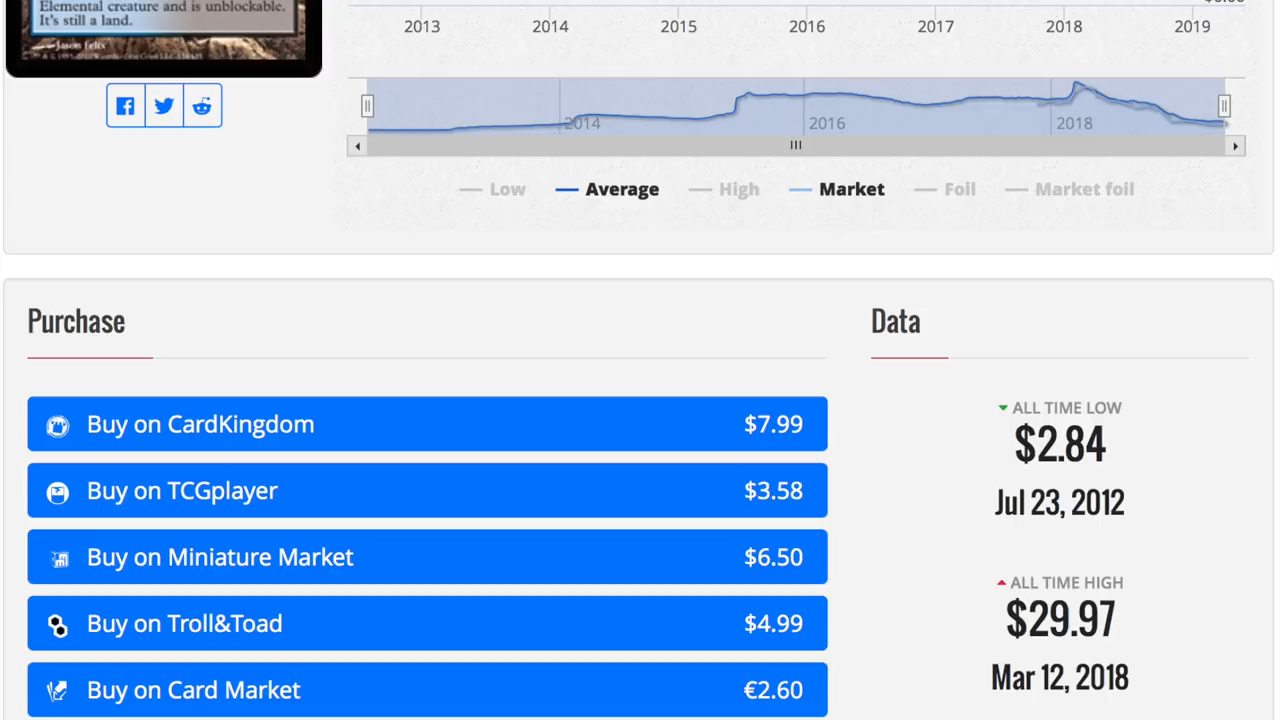 Elemental creature and is unblockable.
It's still a land.
Jason Felix
2013 2014 2015 2016 2017 2018 2019
2014 2016 2018
Low Average High Market Foil Market foil
Purchase
Buy on CardKingdom $7.99
Buy on TCGplayer $3.58
Buy on Miniature Market $6.50
Buy on Troll&Toad $4.99
Buy on Card Market €2.60
Data
ALL TIME LOW
$2.84
Jul 23, 2012
ALL TIME HIGH
$29.97
Mar 12, 2018